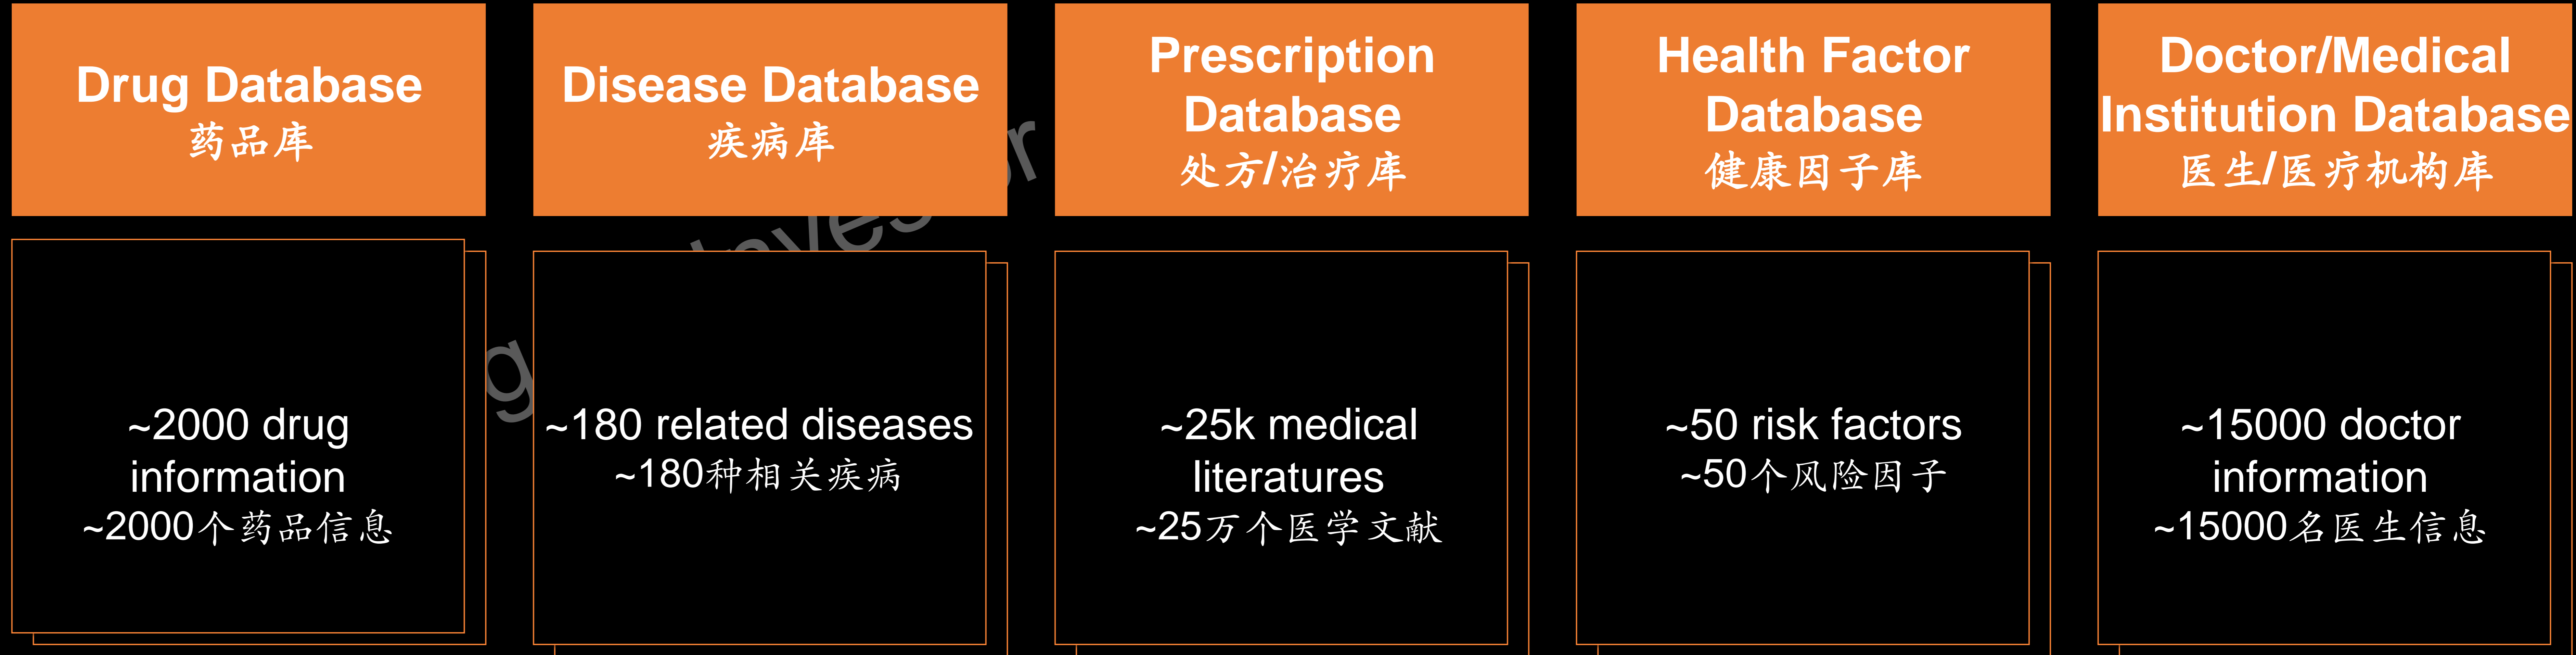 Drug Database
药品库
Disease Database
疾病库
Prescription
Database
处方/治疗库
Health Factor
Database
健康因子库
Doctor/Medical
Institution Database
医生/医疗机构库
~2000 drug
information
~2000个药品信息
~180 related diseases
~180种相关疾病
~25k medical
literatures
~25万个医学文献
~50 risk factors
~50个风险因子
~15000 doctor
information
~15000名医生信息